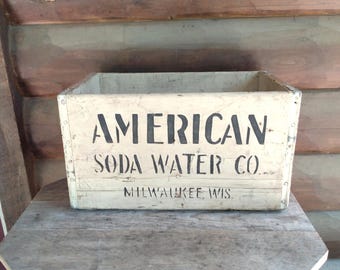 AMERICAN
SODA WATER CO.
MILWAUKEE, WIS.